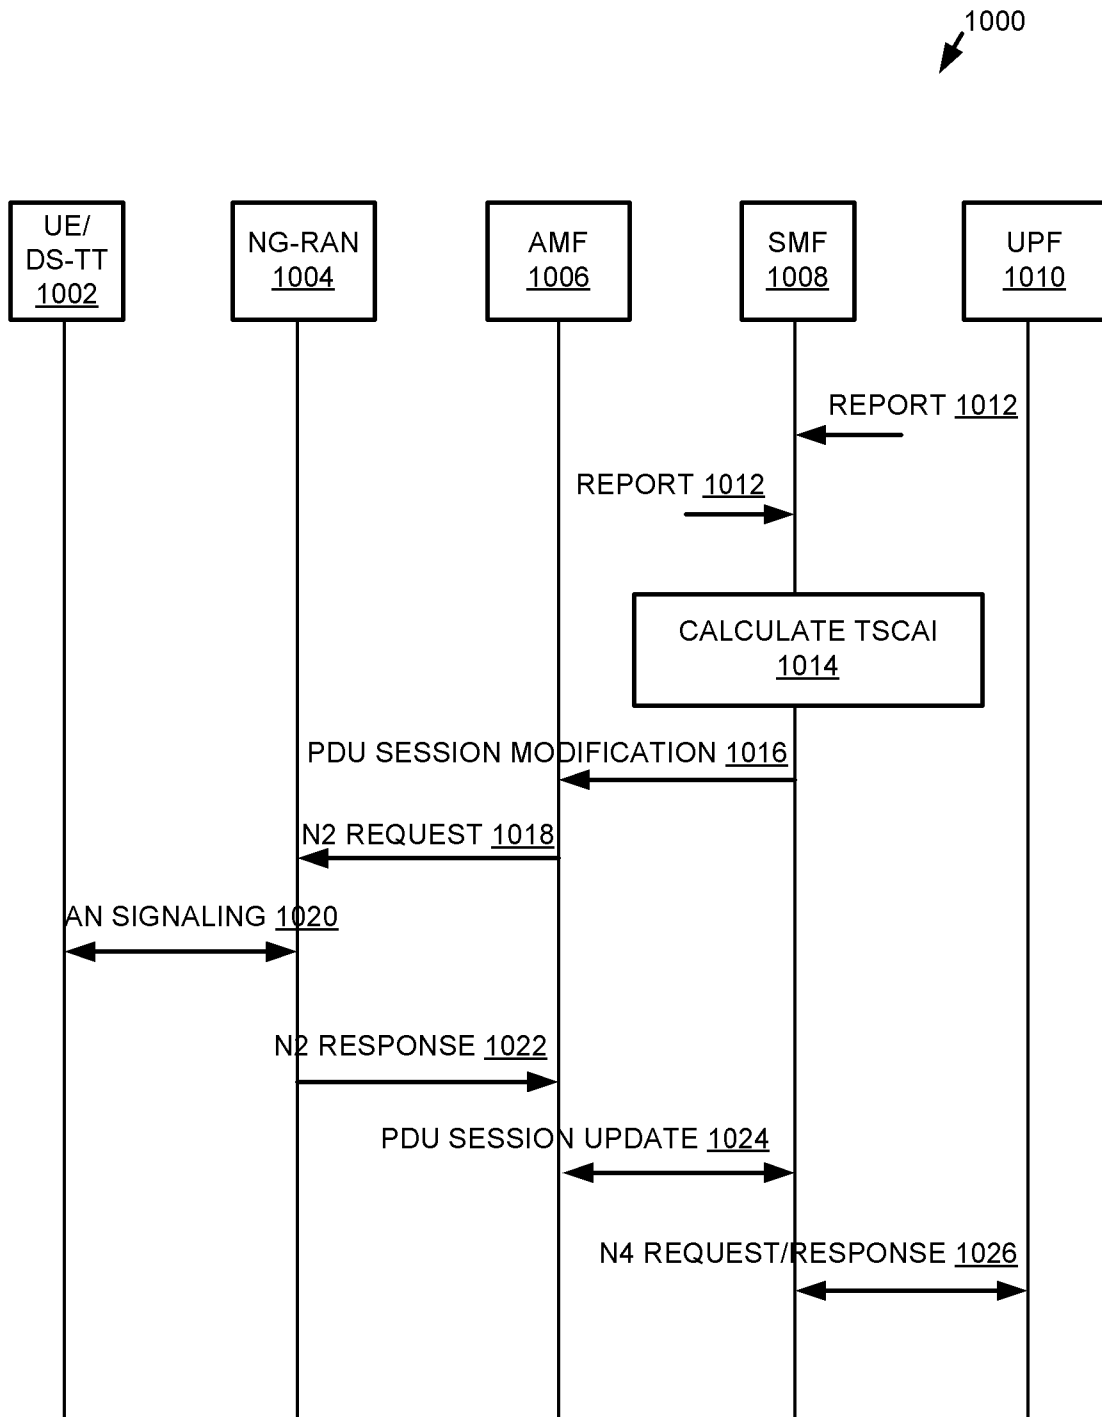 1000
UE/
DS-TT
1002
NG-RAN
1004
AMF
1006
SMF
1008
UPF
1010
REPORT 1012
REPORT 1012
CALCULATE TSCAI
1014
PDU SESSION MODIFICATION 1016
N2 REQUEST 1018
AN SIGNALING 1020
N2 RESPONSE 1022
PDU SESSION UPDATE 1024
N4 REQUEST/RESPONSE 1026